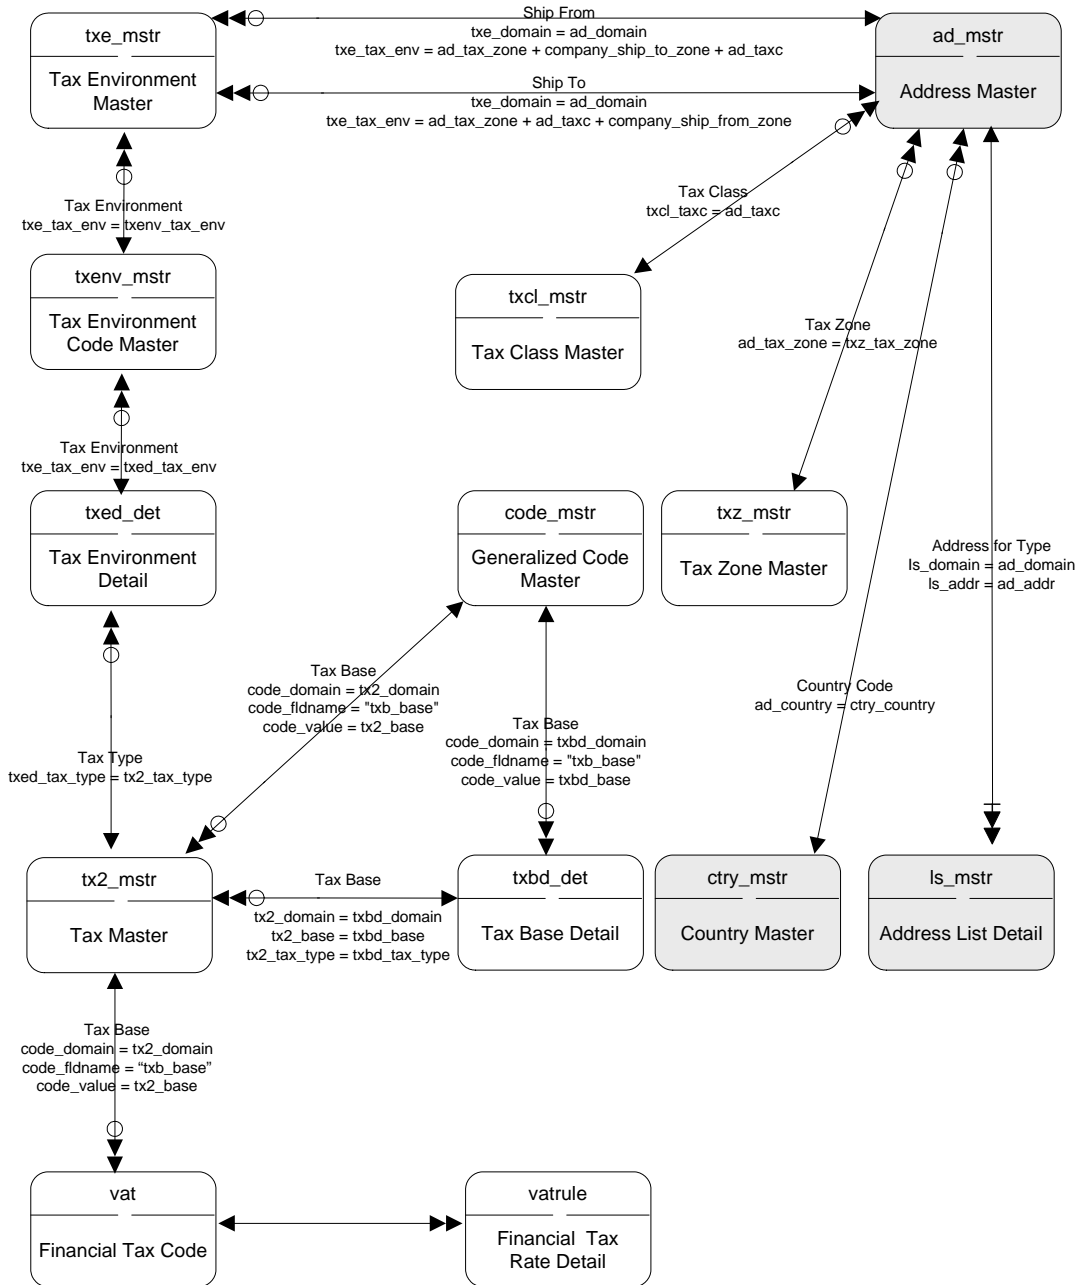 Ship From
txe_domain = ad_domain
txe_tax_env = ad_tax_zone + company_ship_to_zone + ad_taxc
txe_mstr
Tax Environment
Master
ad_mstr
Address Master
Ship To
txe_domain = ad_domain
txe_tax_env = ad_tax_zone + ad_taxc + company_ship_from_zone
Tax Environment
txe_tax_env = txenv_tax_env
Tax Class
txcl_taxc = ad_taxc
txenv_mstr
Tax Environment
Code Master
txcl_mstr
Tax Class Master
Tax Zone
ad_tax_zone = txz_tax_zone
Tax Environment
txe_tax_env = txed_tax_env
txed_det
Tax Environment
Detail
code_mstr
Generalized Code
Master
txz_mstr
Tax Zone Master
Address for Type
ls_domain = ad_domain
ls_addr = ad_addr
Tax Base
code_domain = tx2_domain
code_fldname = "txb_base"
code_value = tx2_base
Country Code
ad_country = ctry_country
Tax Base
code_domain = txbd_domain
code_fldname = "txb_base"
code_value = txbd_base
Tax Type
txed_tax_type = tx2_tax_type
tx2_mstr
Tax Master
Tax Base
tx2_domain = txbd_domain
tx2_base = txbd_base
tx2_tax_type = txbd_tax_type
txbd_det
Tax Base Detail
ctry_mstr
Country Master
ls_mstr
Address List Detail
Tax Base
code_domain = tx2_domain
code_fldname = “txb_base”
code_value = tx2_base
vat
Financial Tax Code
vatrule
Financial Tax
Rate Detail